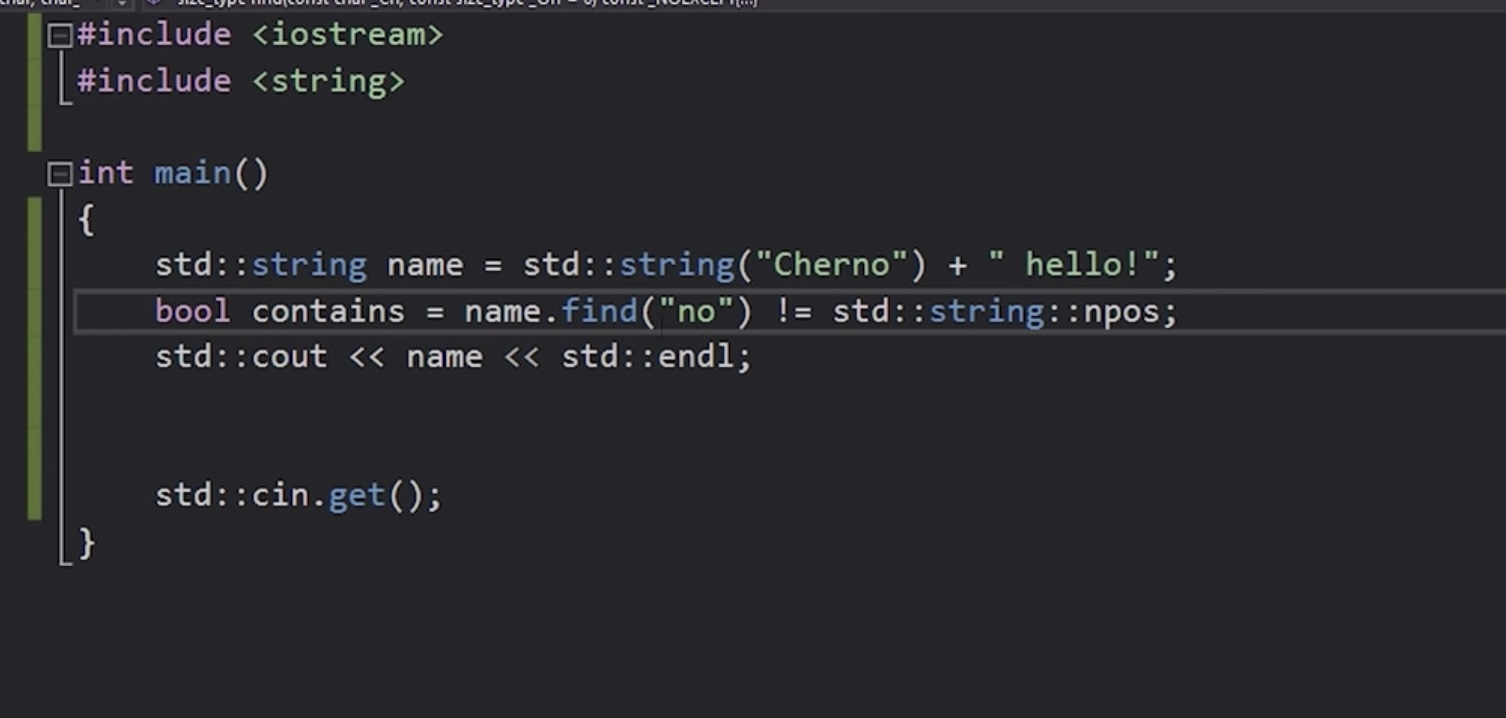 #include <iostream>
#include <string>
int main()
{
std::string name = std::string("Cherno") + " hello!";
bool contains = name.find("no") != std::string::npos;
std::cout << name << std::endl;
std::cin.get();
}